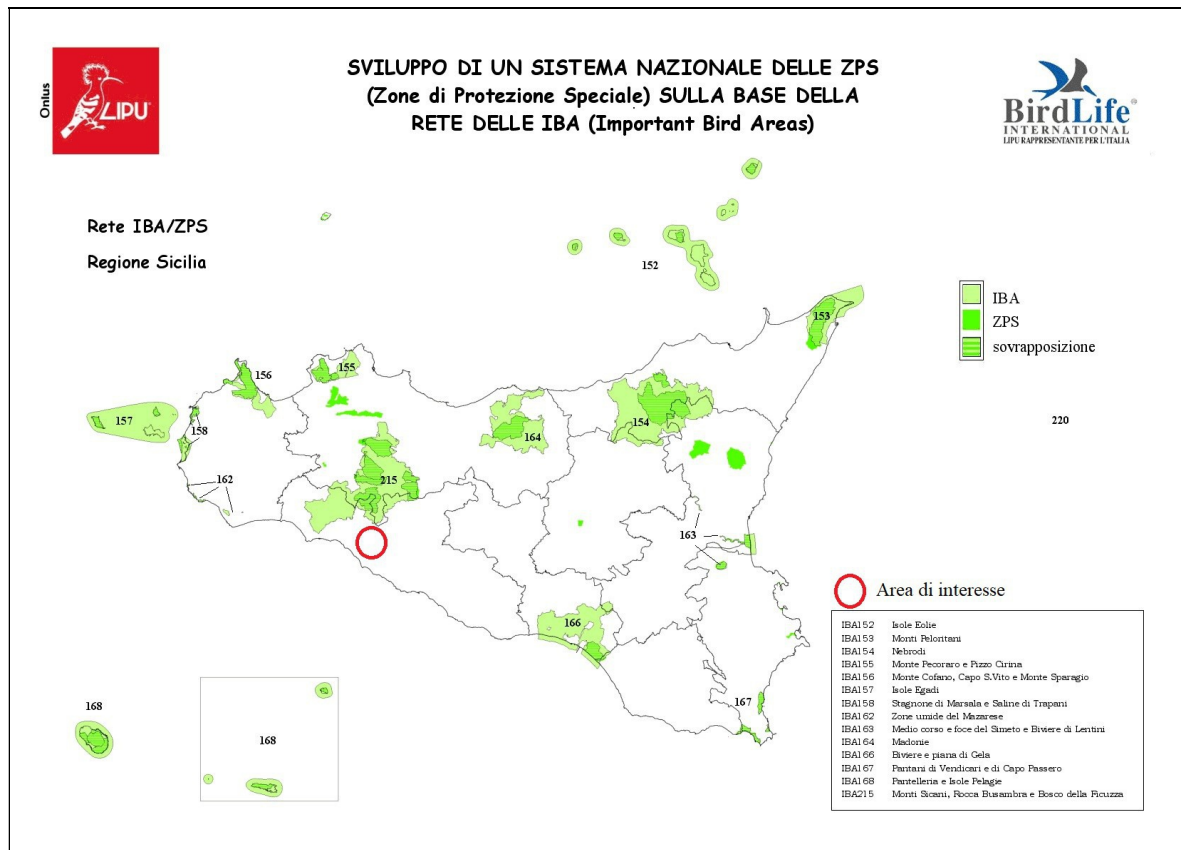 Onlus
LIPU
SVILUPPO DI UN SISTEMA NAZIONALE DELLE ZPS
(Zone di Protezione Speciale) SULLA BASE DELLA
RETE DELLE IBA (Important Bird Areas)
BirdLife®
INTERNATIONAL
LIPU RAPPRESENTANTE PER L'ITALIA
Rete IBA/ZPS
Regione Sicilia
152
IBA
ZPS
sovrapposizione
153
155
156
157
158
164
154
220
215
162
163
166
167
168
168
Area di interesse
IBA152 Isole Eolie
IBA153 Monti Peloritani
IBA154 Nebrodi
IBA155 Monte Pecoraro e Pizzo Cirina
IBA156 Monte Cofano, Capo S.Vito e Monte Sparagio
IBA157 Isole Egadi
IBA158 Stagnone di Marsala e Saline di Trapani
IBA162 Zone umide del Mazarese
IBA163 Medio corso e foce del Simeto e Biviere di Lentini
IBA164 Madonie
IBA166 Biviere e piana di Gela
IBA167 Pantani di Vendicari e di Capo Passero
IBA168 Pantelleria e Isole Pelagie
IBA215 Monti Sicani, Rocca Busambra e Bosco della Ficuzza